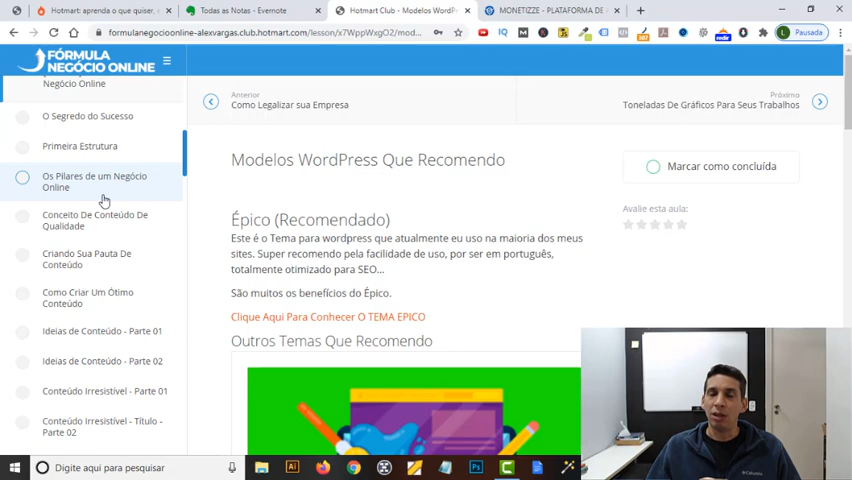 Hotmart: aprenda o que quiser, c
Todas as Notas - Evernote
Hotmart Club - Modelos WordPr
MONETIZZE - PLATAFORMA DE
formulanegocioonline-alexvargas.club.hotmart.com/lesson/x7WppWxgO2/mod...
Pausada
FÓRMULA
NEGÓCIO ONLINE
Negócio Online
O Segredo do Sucesso
Primeira Estrutura
Os Pilares de um Negócio
Online
Conceito De Conteúdo De
Qualidade
Criando Sua Pauta De
Conteúdo
Como Criar Um Ótimo
Conteúdo
Ideias de Conteúdo - Parte 01
Ideias de Conteúdo - Parte 02
Conteúdo Irresistível - Parte 01
Conteúdo Irresistível - Título -
Parte 02
Anterior
Como Legalizar sua Empresa
Próximo
Toneladas De Gráficos Para Seus Trabalhos
Modelos WordPress Que Recomendo
Marcar como concluída
Avalie esta aula:
Épico (Recomendado)
Este é o Tema para wordpress que atualmente eu uso na maioria dos meus
sites. Super recomendo pela facilidade de uso, por ser em português,
totalmente otimizado para SEO...
São muitos os benefícios do Épico.
Clique Aqui Para Conhecer O TEMA EPICO
Outros Temas Que Recomendo
Columbia
Digite aqui para pesquisar